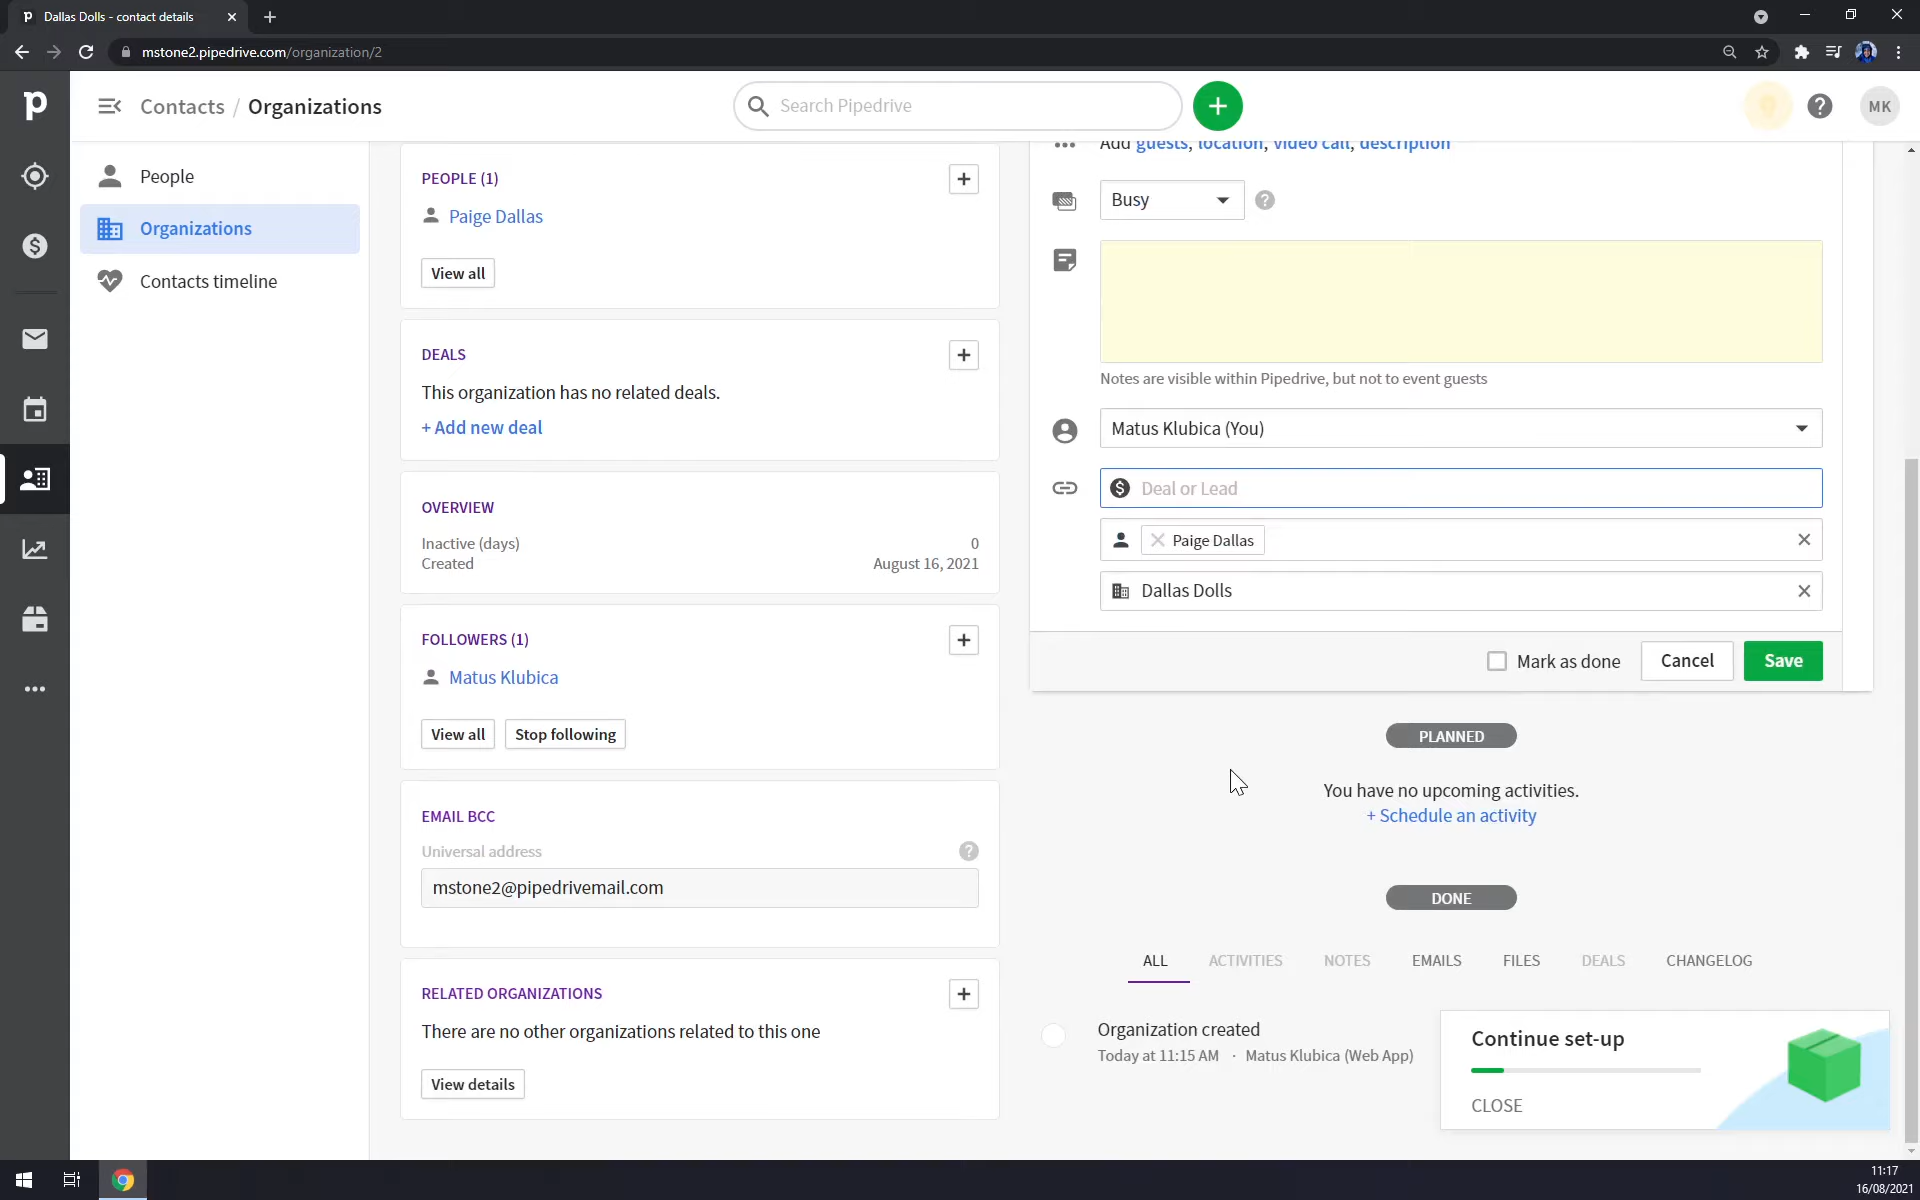 Dallas Dolls - contact details
mstone2.pipedrive.com/organization/2
Contacts / Organizations
Search Pipedrive
MK
People
Organizations
Contacts timeline
PEOPLE (1)
Paige Dallas
View all
DEALS
This organization has no related deals.
+ Add new deal
OVERVIEW
Inactive (days) 0
Created August 16, 2021
FOLLOWERS (1)
Matus Klubica
View all Stop following
EMAIL BCC
Universal address
mstone2@pipedrivemail.com
RELATED ORGANIZATIONS
There are no other organizations related to this one
View details
Add guests, location, video call, description
Busy
Notes are visible within Pipedrive, but not to event guests
Matus Klubica (You)
Deal or Lead
Paige Dallas
Dallas Dolls
Mark as done Cancel Save
PLANNED
You have no upcoming activities.
+ Schedule an activity
DONE
ALL ACTIVITIES NOTES EMAILS FILES DEALS CHANGELOG
Organization created
Today at 11:15 AM · Matus Klubica (Web App)
Continue set-up
CLOSE
11:17
16/08/2021